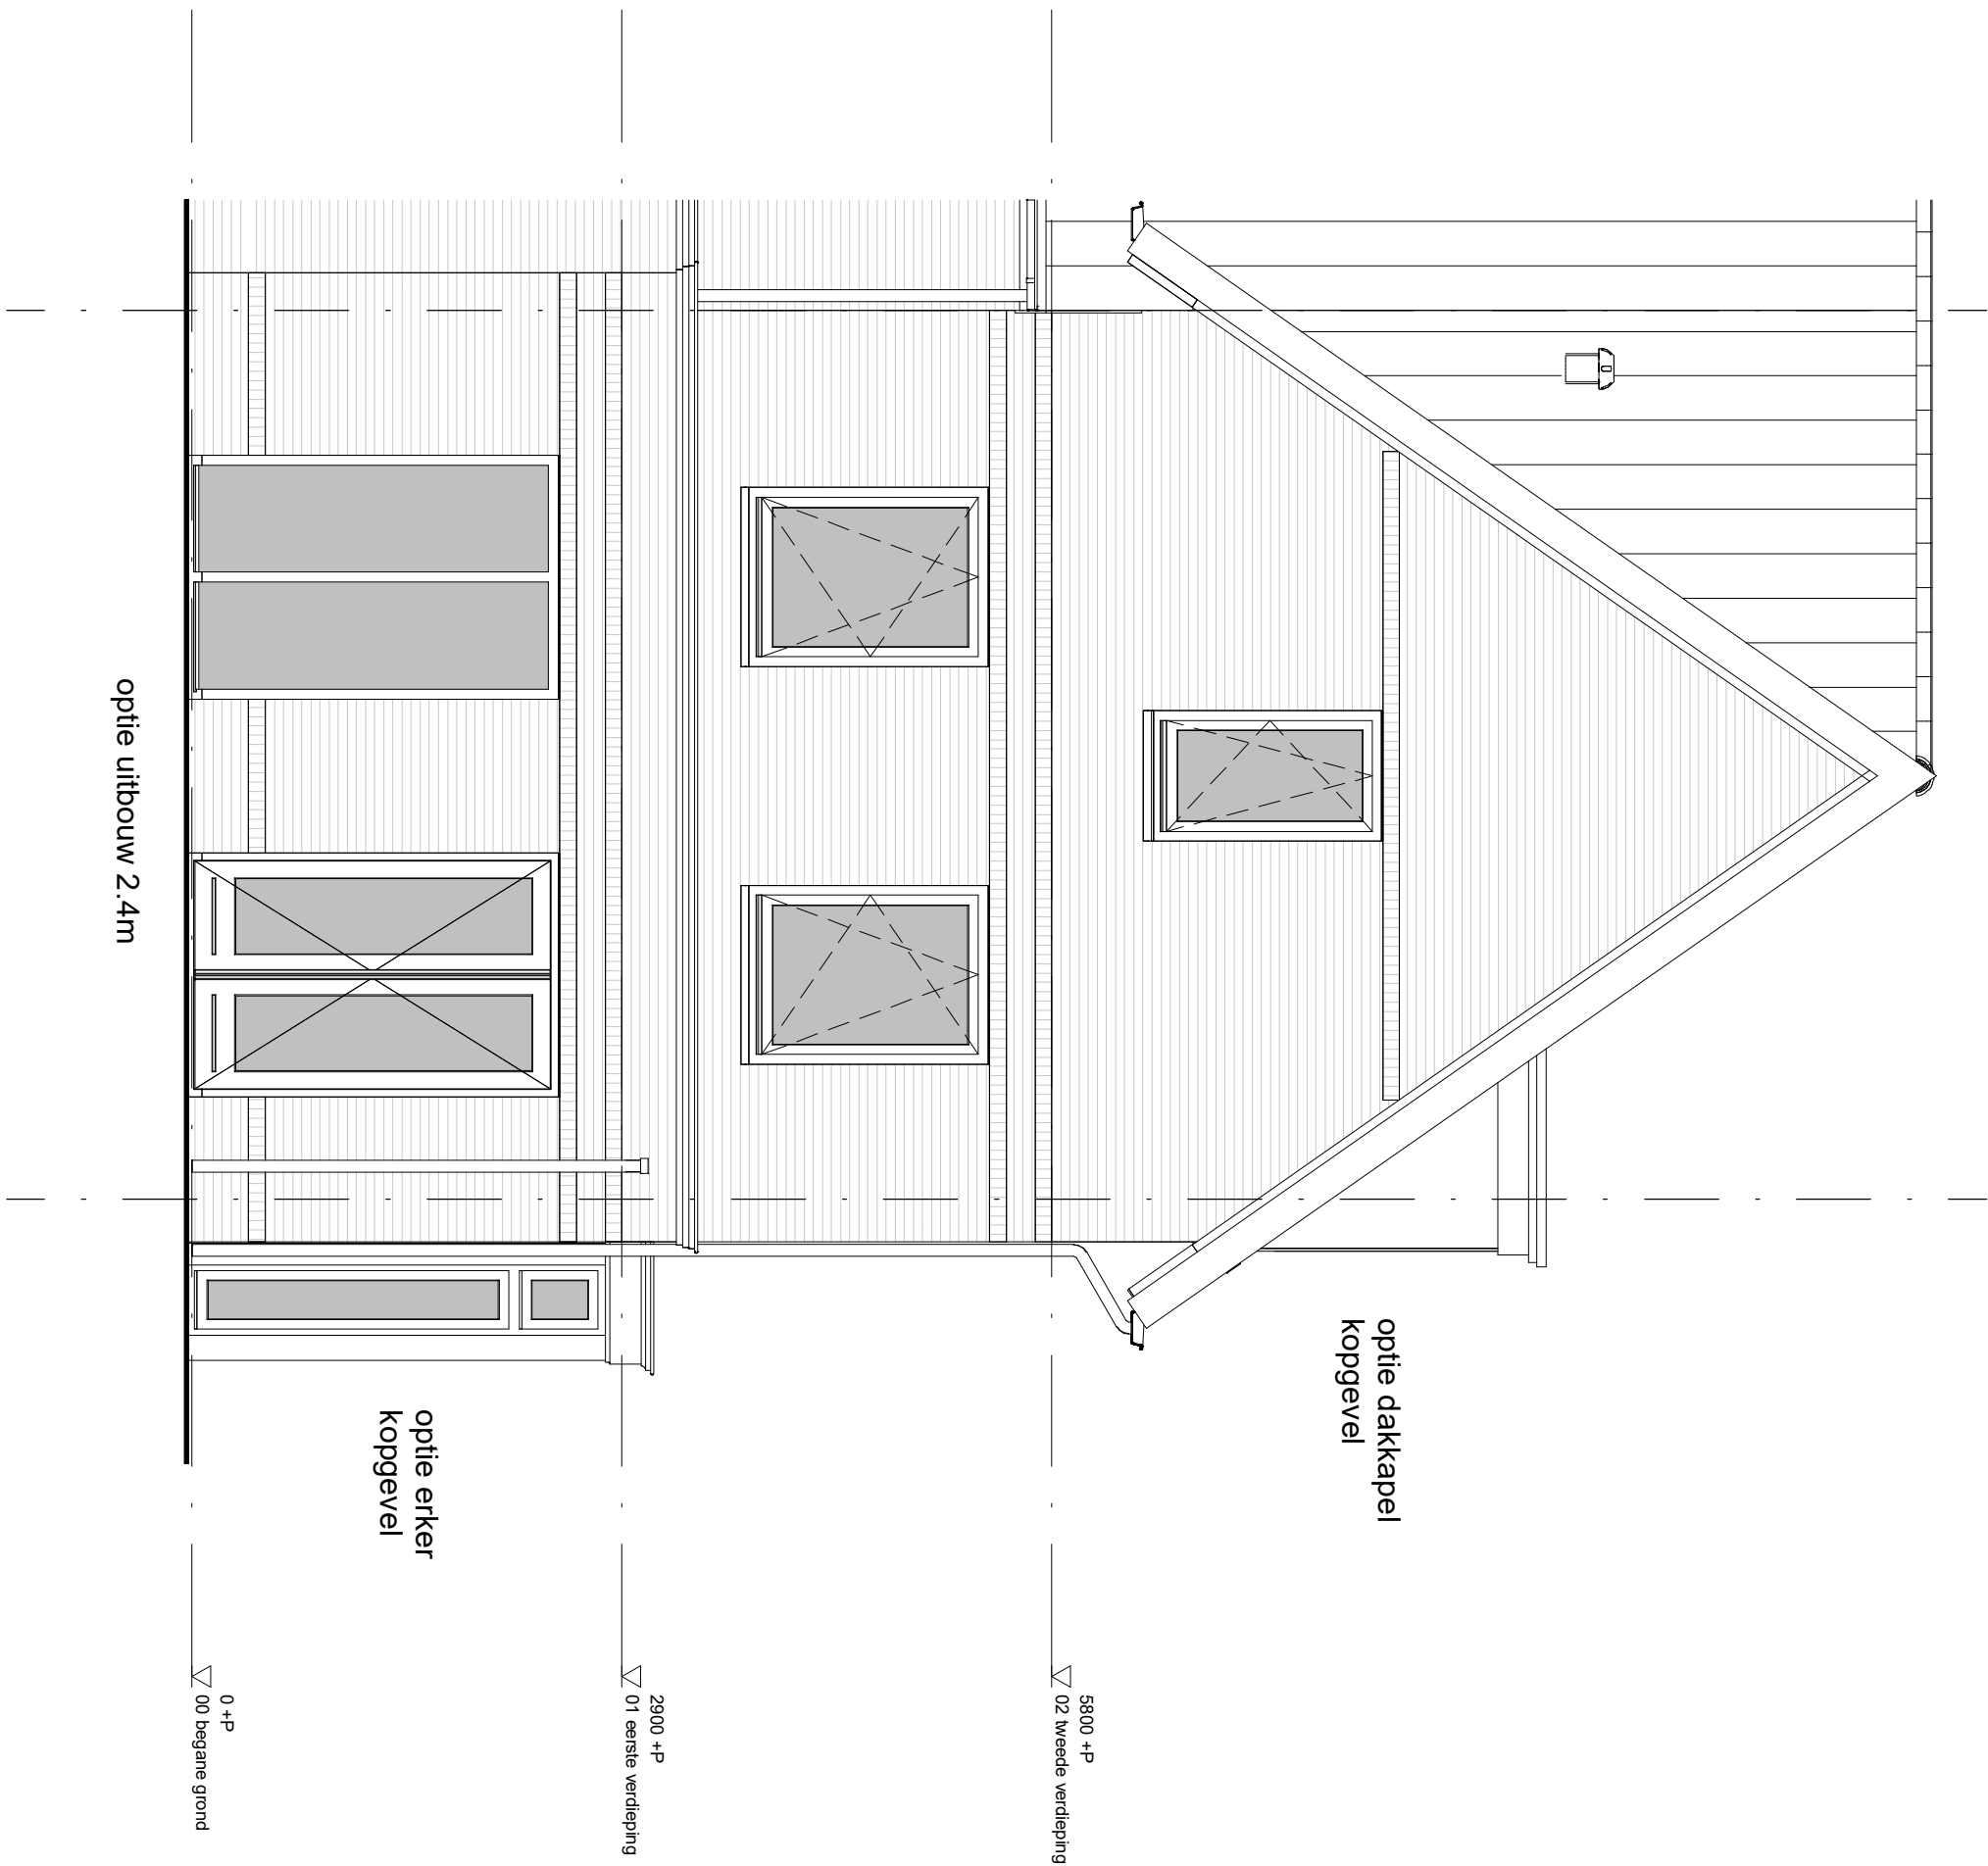 optie dakkapel
kopgevel
5800 +P
02 tweede verdieping
optie erker
kopgevel
2900 +P
01 eerste verdieping
0 +P
00 begane grond
optie uitbouw 2.4m